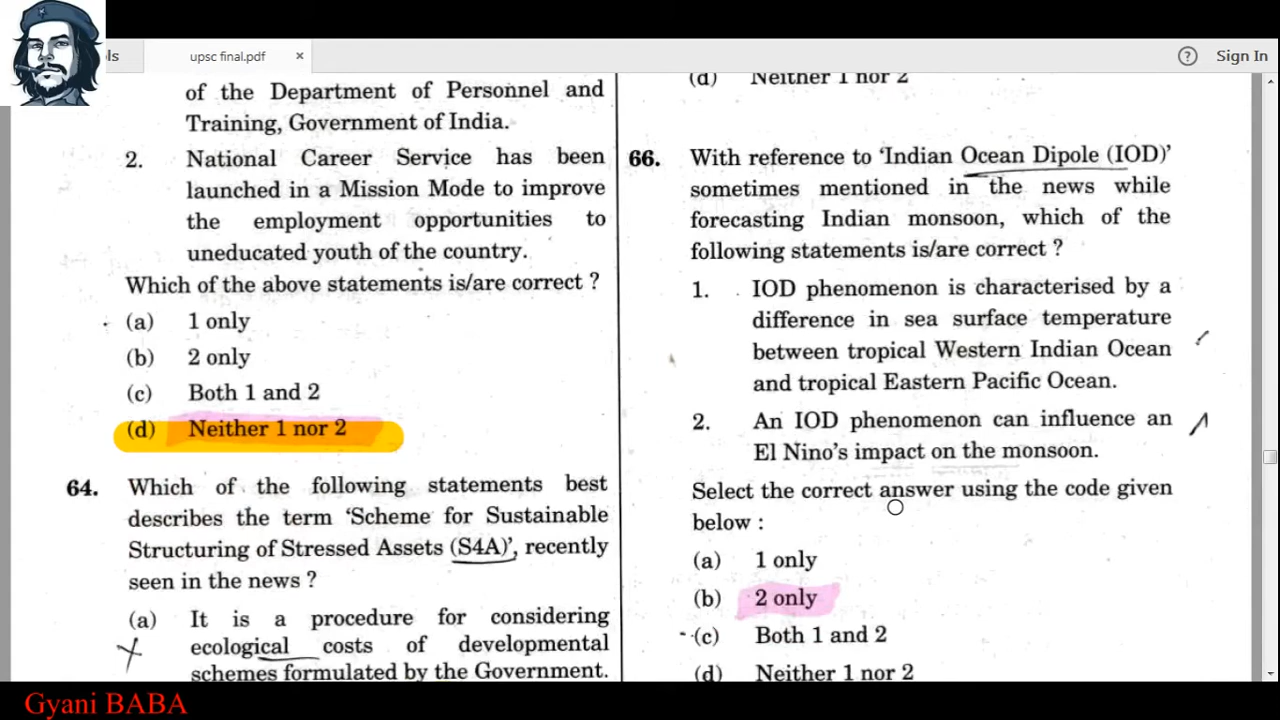 ls
upsc final.pdf ×
? Sign In
of the Department of Personnel and
Training, Government of India.
2. National Career Service has been
launched in a Mission Mode to improve
the employment opportunities to
uneducated youth of the country.
Which of the above statements is/are correct ?
(a) 1 only
(b) 2 only
(c) Both 1 and 2
(d) Neither 1 nor 2
64. Which of the following statements best
describes the term ‘Scheme for Sustainable
Structuring of Stressed Assets (S4A)’, recently
seen in the news ?
(a) It is a procedure for considering
ecological costs of developmental
schemes formulated by the Government.
(d) Neither 1 nor 2
66. With reference to ‘Indian Ocean Dipole (IOD)’
sometimes mentioned in the news while
forecasting Indian monsoon, which of the
following statements is/are correct ?
1. IOD phenomenon is characterised by a
difference in sea surface temperature
between tropical Western Indian Ocean
and tropical Eastern Pacific Ocean.
2. An IOD phenomenon can influence an
El Nino’s impact on the monsoon.
Select the correct answer using the code given
below :
(a) 1 only
(b) 2 only
(c) Both 1 and 2
(d) Neither 1 nor 2
Gyani BABA